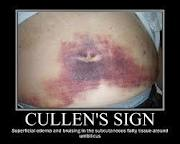 CULLEN'S SIGN
Superficial edema and bruising in the subcutaneous fatty tissue around
umbilicus